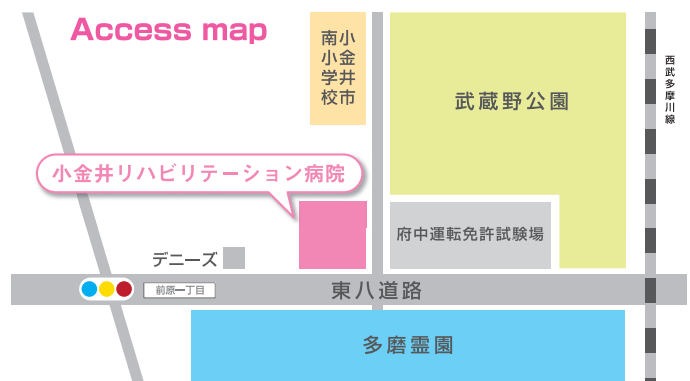 Access map
小金井市
南小学校
武蔵野公園
西武多摩川線
小金井リハビリテーション病院
府中運転免許試験場
デニーズ
前原一丁目
東八道路
多磨霊園